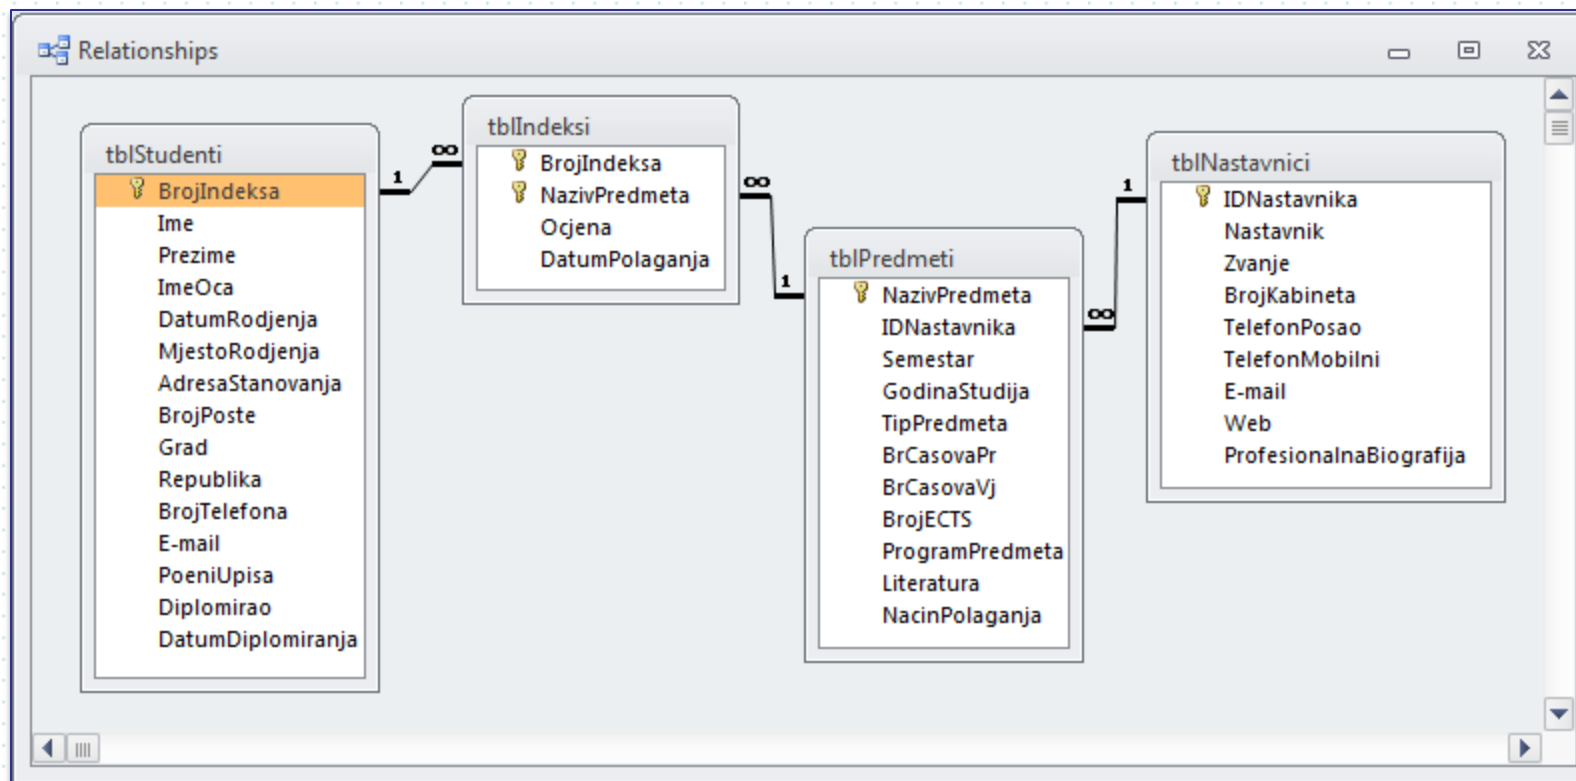 Relationships
tblStudenti
BrojIndeksa
Ime
Prezime
ImeOca
DatumRodjenja
MjestoRodjenja
AdresaStanovanja
BrojPoste
Grad
Republika
BrojTelefona
E-mail
PoeniUpisa
Diplomirao
DatumDiplomiranja
1
∞
tblIndeksi
BrojIndeksa
NazivPredmeta
Ocjena
DatumPolaganja
∞
1
tblPredmeti
NazivPredmeta
IDNastavnika
Semestar
GodinaStudija
TipPredmeta
BrCasovaPr
BrCasovaVj
BrojECTS
ProgramPredmeta
Literatura
NacinPolaganja
∞
1
tblNastavnici
IDNastavnika
Nastavnik
Zvanje
BrojKabineta
TelefonPosao
TelefonMobilni
E-mail
Web
ProfesionalnaBiografija